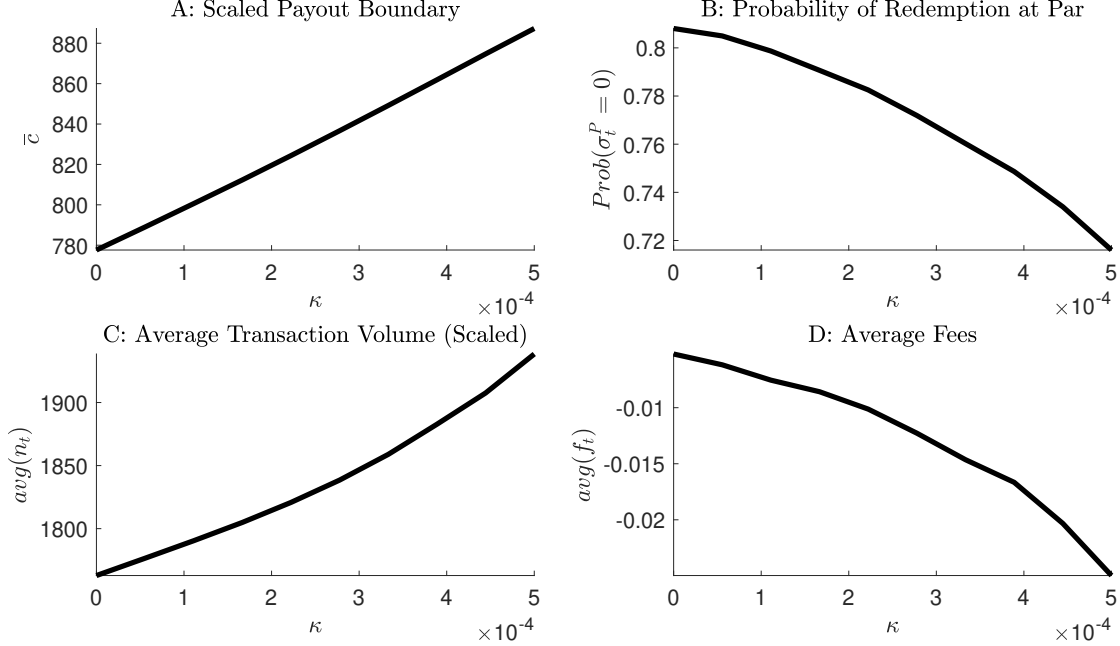 A: Scaled Payout Boundary
880
860
840
820
800
780
c̅
0 1 2 3 4 5
κ
×10⁻⁴
B: Probability of Redemption at Par
0.8
0.78
0.76
0.74
0.72
Prob(σₜᴾ = 0)
0 1 2 3 4 5
κ
×10⁻⁴
C: Average Transaction Volume (Scaled)
1900
1850
1800
avg(nₜ)
0 1 2 3 4 5
κ
×10⁻⁴
D: Average Fees
-0.01
-0.015
-0.02
avg(fₜ)
0 1 2 3 4 5
κ
×10⁻⁴